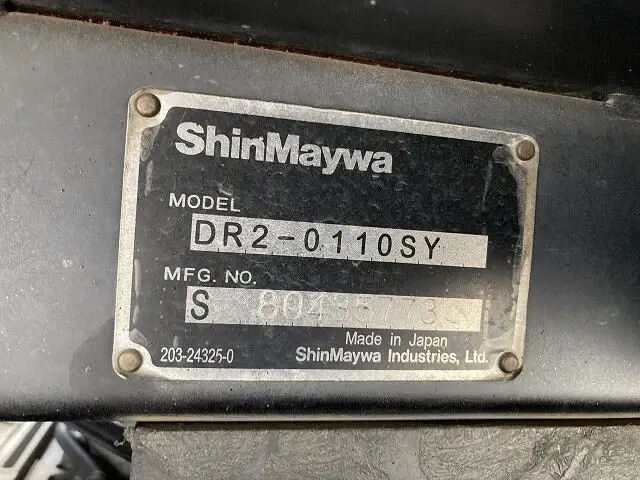 ShinMaywa
MODEL
DR2-0110SY
MFG. NO.
S
Made in Japan
203-24325-0 ShinMaywa Industries, Ltd.